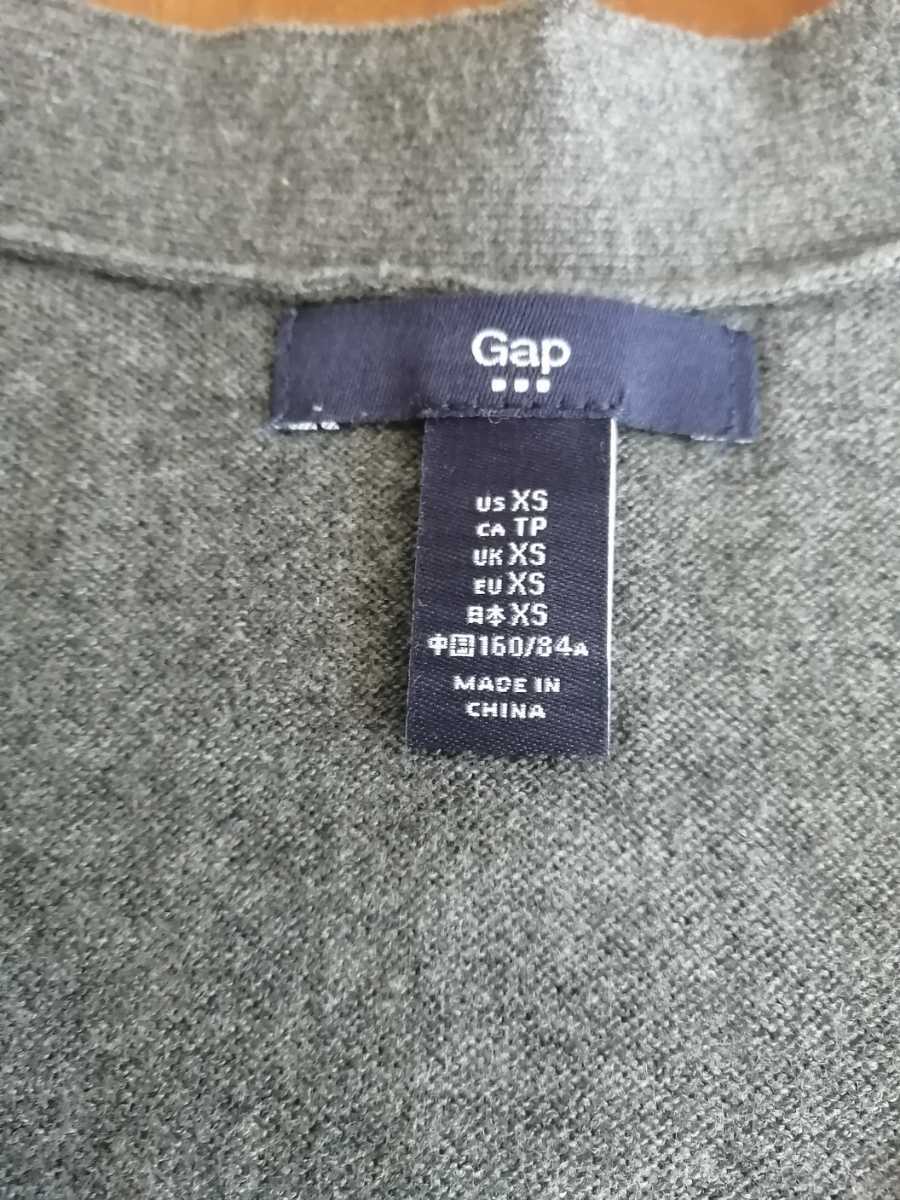 Gap
US XS
CA TP
UK XS
EU XS
日本 XS
中国 160/84A
MADE IN
CHINA